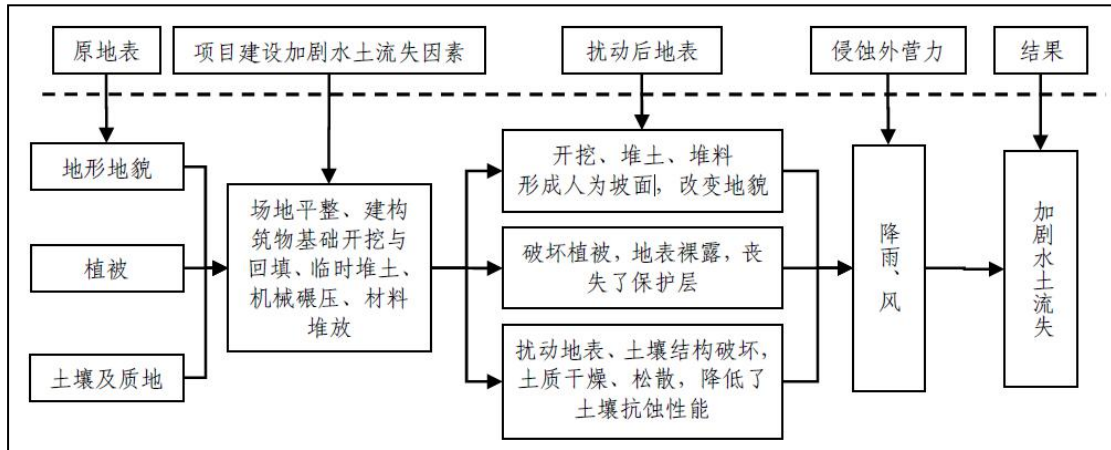 原地表
项目建设加剧水土流失因素
扰动后地表
侵蚀外营力
结果
地形地貌
植被
土壤及质地
场地平整、建构
筑物基础开挖与
回填、临时堆土、
机械碾压、材料
堆放
开挖、堆土、堆料
形成人为坡面，改变地貌
破坏植被，地表裸露，丧
失了保护层
扰动地表、土壤结构破坏，
土质干燥、松散，降低了
土壤抗蚀性能
降雨、风
加剧水土流失